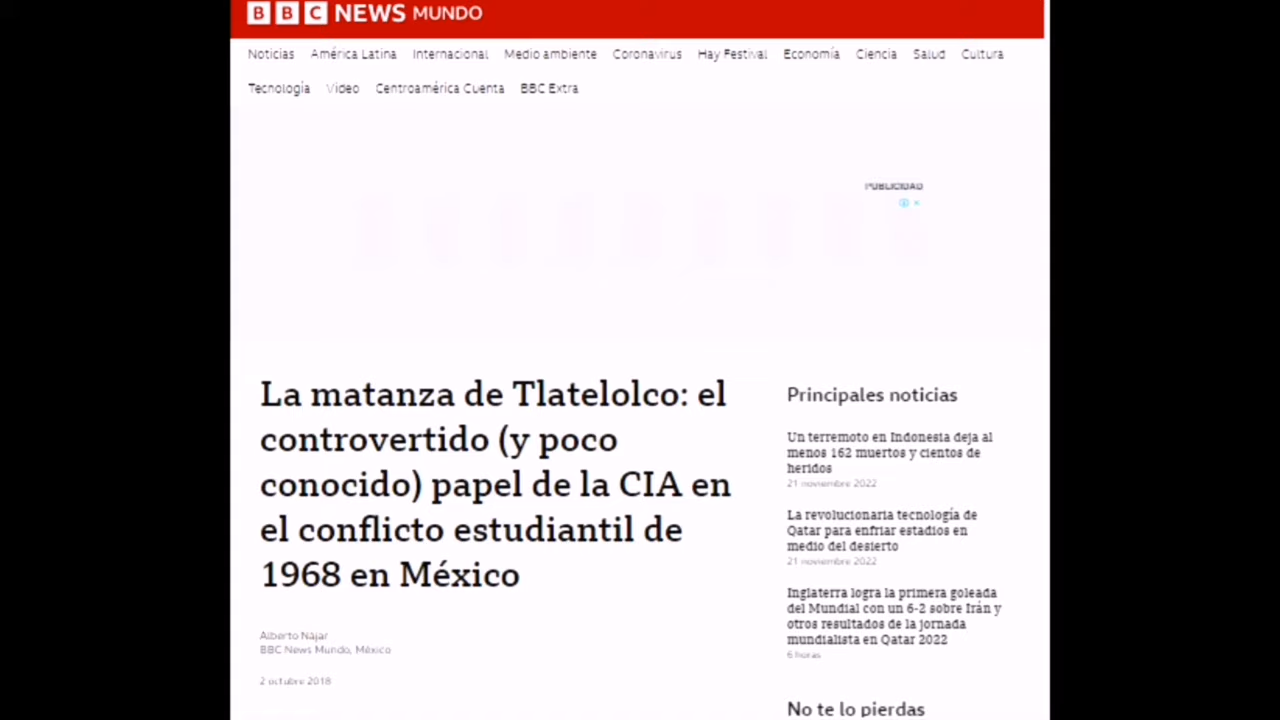 BBC NEWS MUNDO
Noticias América Latina Internacional Medio ambiente Coronavirus Hay Festival Economía Ciencia Salud Cultura
Tecnología Video Centroamérica Cuenta BBC Extra
PUBLICIDAD
La matanza de Tlatelolco: el
controvertido (y poco
conocido) papel de la CIA en
el conflicto estudiantil de
1968 en México
Alberto Nájar
BBC News Mundo, México
2 octubre 2018
Principales noticias
Un terremoto en Indonesia deja al
menos 162 muertos y cientos de
heridos
21 noviembre 2022
La revolucionaria tecnología de
Qatar para enfriar estadios en
medio del desierto
21 noviembre 2022
Inglaterra logra la primera goleada
del Mundial con un 6-2 sobre Irán y
otros resultados de la jornada
mundialista en Qatar 2022
6 horas
No te lo pierdas